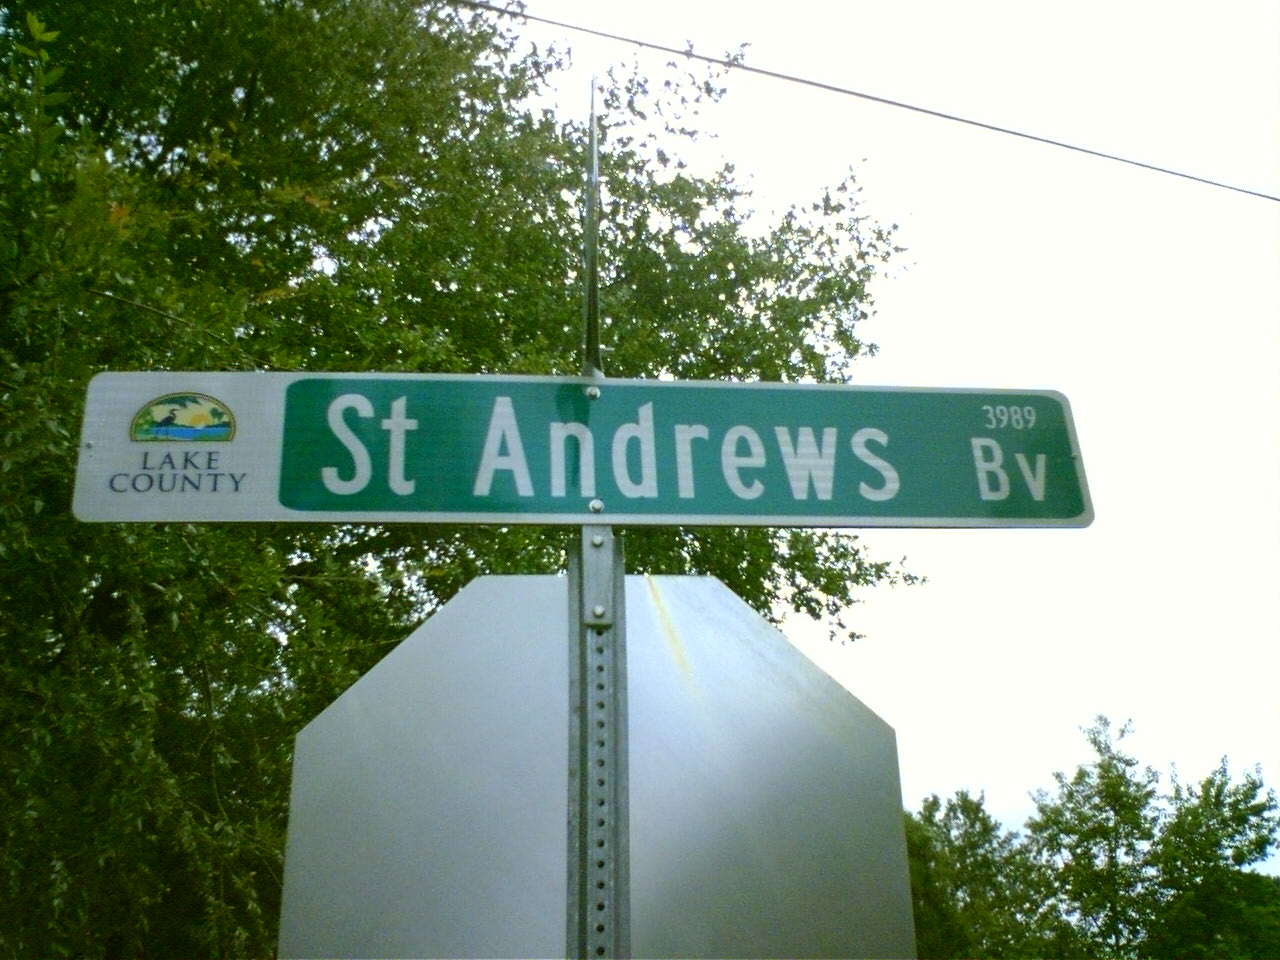 LAKE
COUNTY
St Andrews Bv
3989